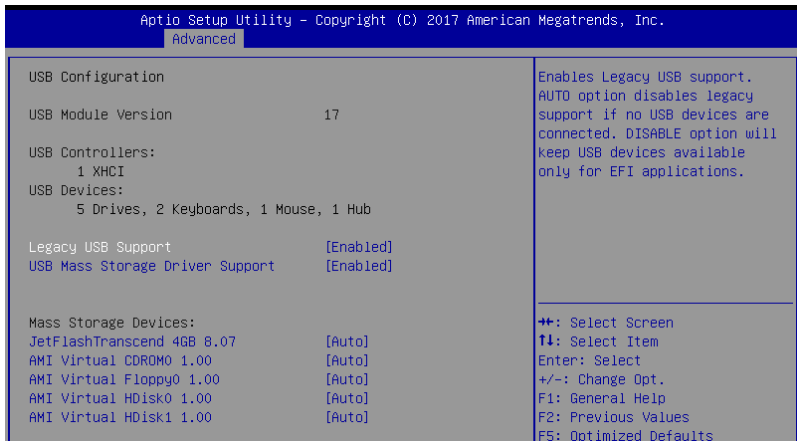 Aptio Setup Utility – Copyright (C) 2017 American Megatrends, Inc.
Advanced
USB Configuration
USB Module Version 17
USB Controllers:
1 XHCI
USB Devices:
5 Drives, 2 Keyboards, 1 Mouse, 1 Hub
Legacy USB Support [Enabled]
USB Mass Storage Driver Support [Enabled]
Mass Storage Devices:
JetFlashTranscend 4GB 8.07 [Auto]
AMI Virtual CDROM0 1.00 [Auto]
AMI Virtual Floppy0 1.00 [Auto]
AMI Virtual HDisk0 1.00 [Auto]
AMI Virtual HDisk1 1.00 [Auto]
Enables Legacy USB support.
AUTO option disables legacy
support if no USB devices are
connected. DISABLE option will
keep USB devices available
only for EFI applications.
→←: Select Screen
↑↓: Select Item
Enter: Select
+/-: Change Opt.
F1: General Help
F2: Previous Values
F5: Optimized Defaults